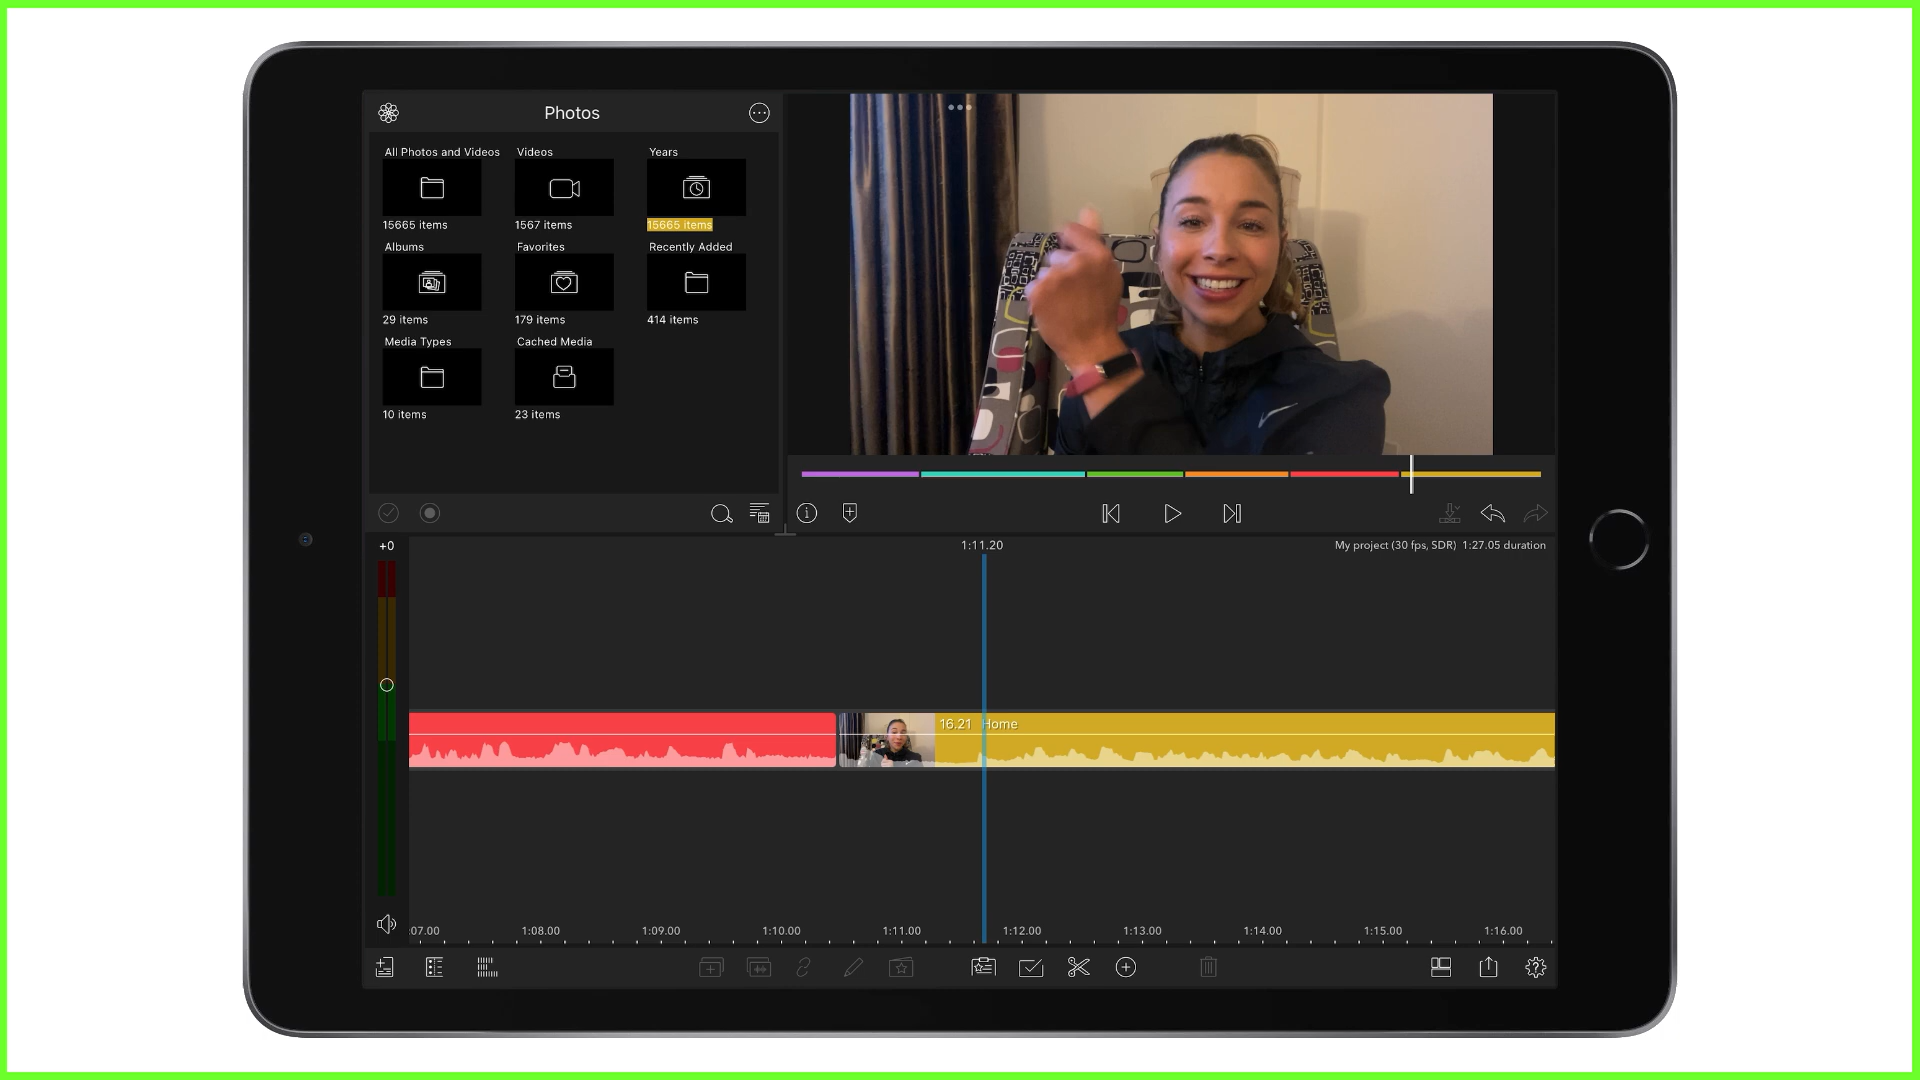 Photos
All Photos and Videos
Videos
Years
15665 items
1567 items
15665 items
Albums
Favorites
Recently Added
29 items
179 items
414 items
Media Types
Cached Media
10 items
23 items
+0
1:11.20
My project (30 fps, SDR) 1:27.05 duration
16.21 Home
:07.00 1:08.00 1:09.00 1:10.00 1:11.00 1:12.00 1:13.00 1:14.00 1:15.00 1:16.00